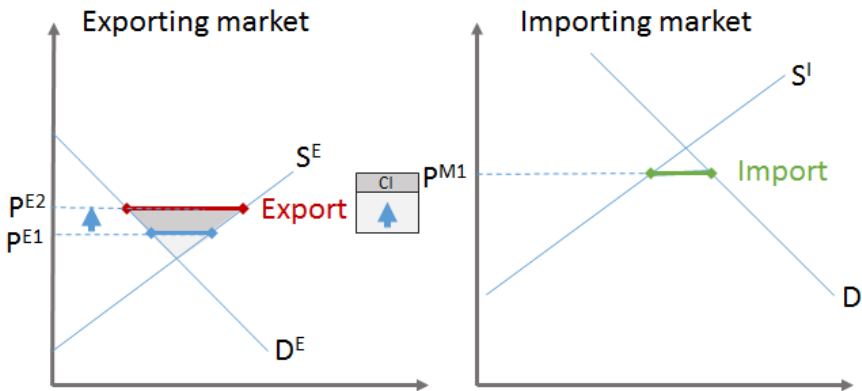 Exporting market
Importing market
S^I
S^E
CI
P^M1
Import
P^E2
Export
P^E1
D
D^E